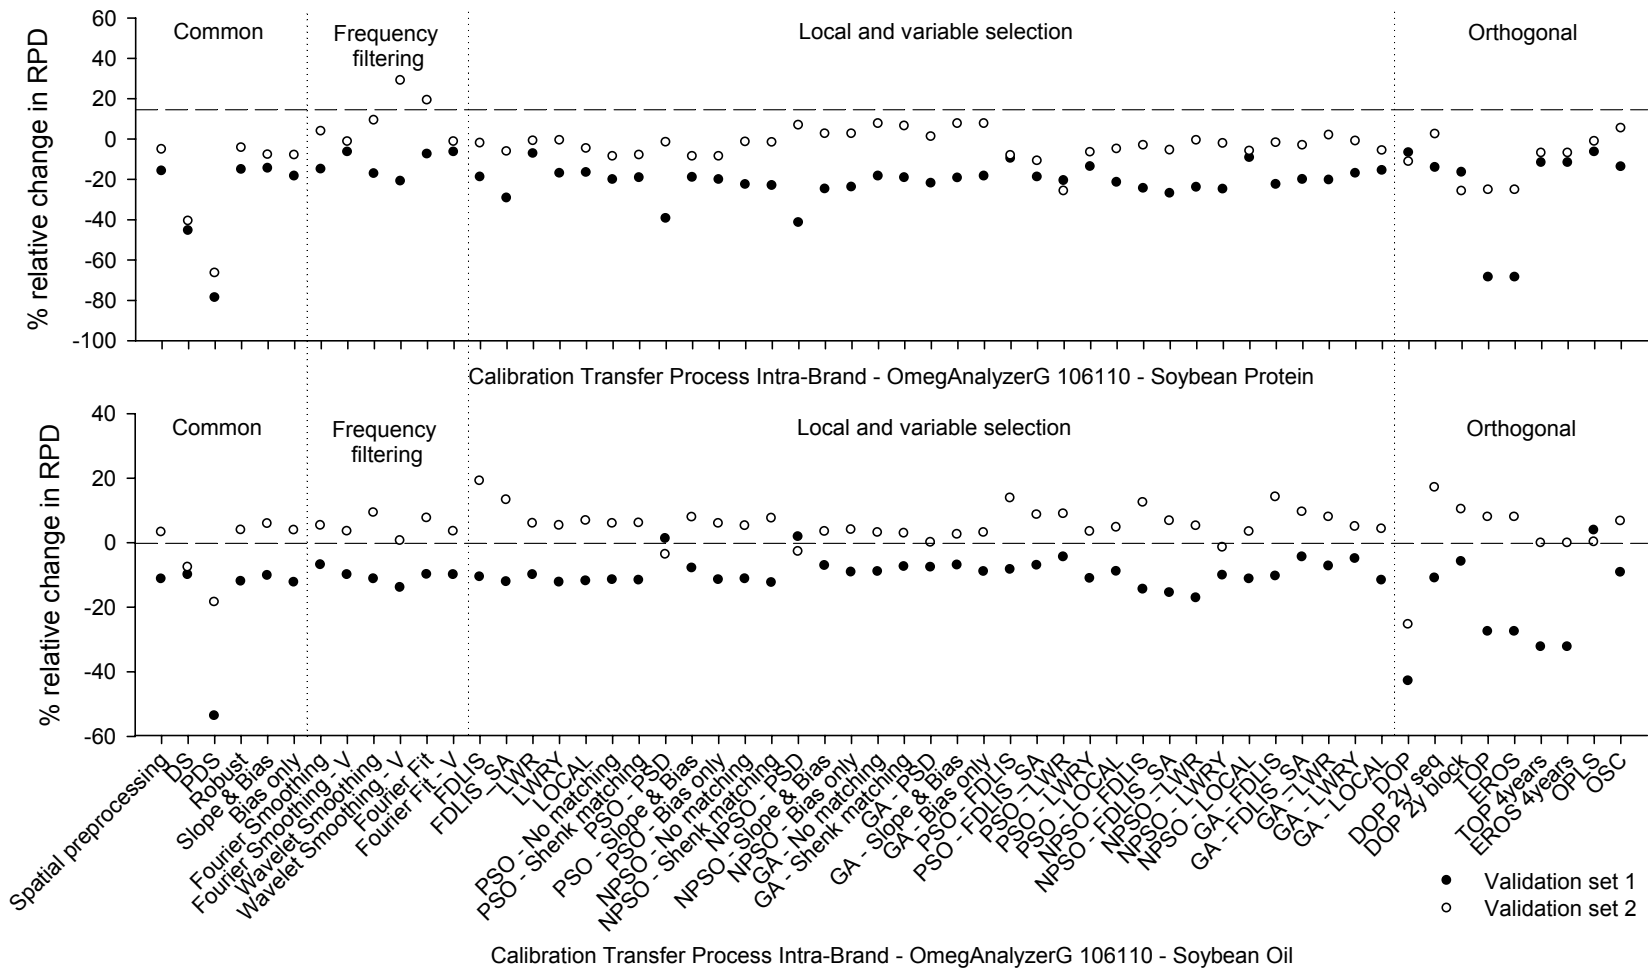 % relative change in RPD
60
40
20
0
-20
-40
-60
-80
-100
Common
Frequency
filtering
Local and variable selection
Orthogonal
Calibration Transfer Process Intra-Brand - OmegAnalyzerG 106110 - Soybean Protein
% relative change in RPD
40
20
0
-20
-40
-60
Common
Frequency
filtering
Local and variable selection
Orthogonal
Spatial preprocessing
DS
PDS
Robust
Slope & Bias
Bias only
Fourier Smoothing
Fourier Smoothing - V
Wavelet Smoothing
Wavelet Smoothing - V
Fourier Fit
Fourier Fit - V
FDLIS
FDLIS_SA
LWR
LWRY
LOCAL
PSO - No matching
PSO - Shenk matching
PSO - PSD
PSO - Slope & Bias
PSO - Bias only
NPSO - No matching
NPSO - Shenk matching
NPSO - PSD
NPSO - Slope & Bias
NPSO - Bias only
GA - No matching
GA - Shenk matching
GA - PSD
GA - Slope & Bias
GA - Bias only
PSO - FDLIS
PSO - FDLIS_SA
PSO - LWR
PSO - LWRY
PSO - LOCAL
NPSO - FDLIS
NPSO - FDLIS_SA
NPSO - LWR
NPSO - LWRY
NPSO - LOCAL
GA - FDLIS
GA - FDLIS_SA
GA - LWR
GA - LWRY
GA - LOCAL
DOP
DOP 2y seq
DOP 2y block
TOP
EROS
TOP 4years
EROS 4years
OPLS
OSC
Validation set 1
Validation set 2
Calibration Transfer Process Intra-Brand - OmegAnalyzerG 106110 - Soybean Oil